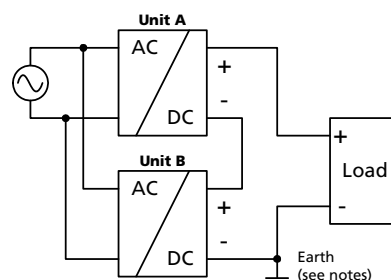 Unit A
AC
+
-
DC
Unit B
AC
+
-
DC
+
Load
-
Earth
(see notes)